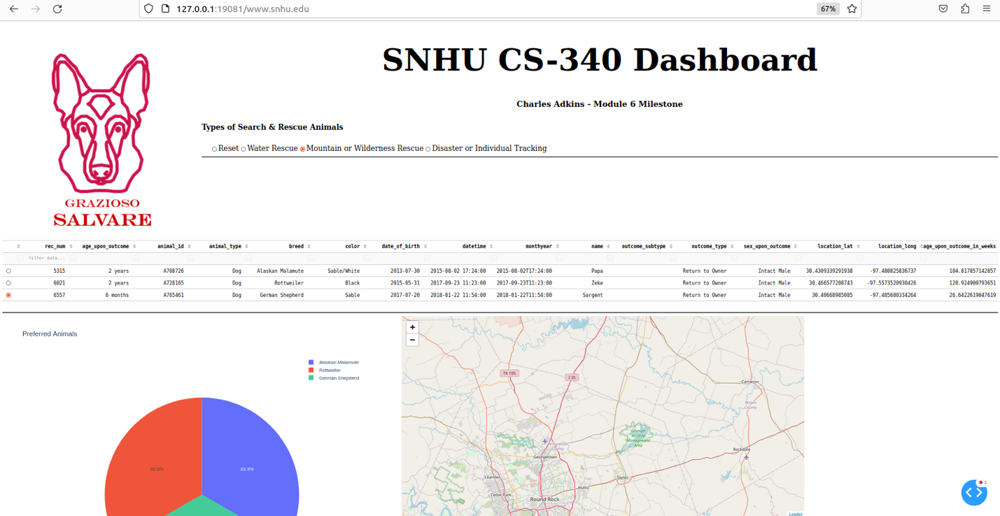 127.0.0.1:19081/www.snhu.edu 67%
SNHU CS-340 Dashboard
Charles Adkins - Module 6 Milestone
Types of Search & Rescue Animals
Reset Water Rescue Mountain or Wilderness Rescue Disaster or Individual Tracking
GRAZIOSO
SALVARE
rec_num age_upon_outcome animal_id animal_type breed color date_of_birth datetime monthyear name outcome_subtype outcome_type sex_upon_outcome location_lat location_long age_upon_outcome_in_weeks
filter data...
5315 2 years A708726 Dog Alaskan Malamute Sable/White 2013-07-30 2015-08-02 17:24:00 2015-08-02T17:24:00 Papa Return to Owner Intact Male 30.4309339291938 -97.480825836737 104.817857142857
6021 2 years A728165 Dog Rottweiler Black 2015-05-31 2017-09-23 11:23:00 2017-09-23T11:23:00 Zeke Return to Owner Intact Male 30.466577208743 -97.5573520930426 120.924900793651
6557 6 months A765461 Dog German Shepherd Sable 2017-07-20 2018-01-22 11:54:00 2018-01-22T11:54:00 Sargent Return to Owner Intact Male 30.40668985085 -97.485680334264 26.6422619047619
Preferred Animals
Alaskan Malamute
Rottweiler
German Shepherd
33.3%
33.3%
+
−
TX 195
I 35
Cameron
Milam
County
Granger
Wildlife
Management
Area
Williamson
County
Georgetown
Rockdale
Leander
Taylor
Hutto
Cedar Park
Round Rock
Leaflet
3